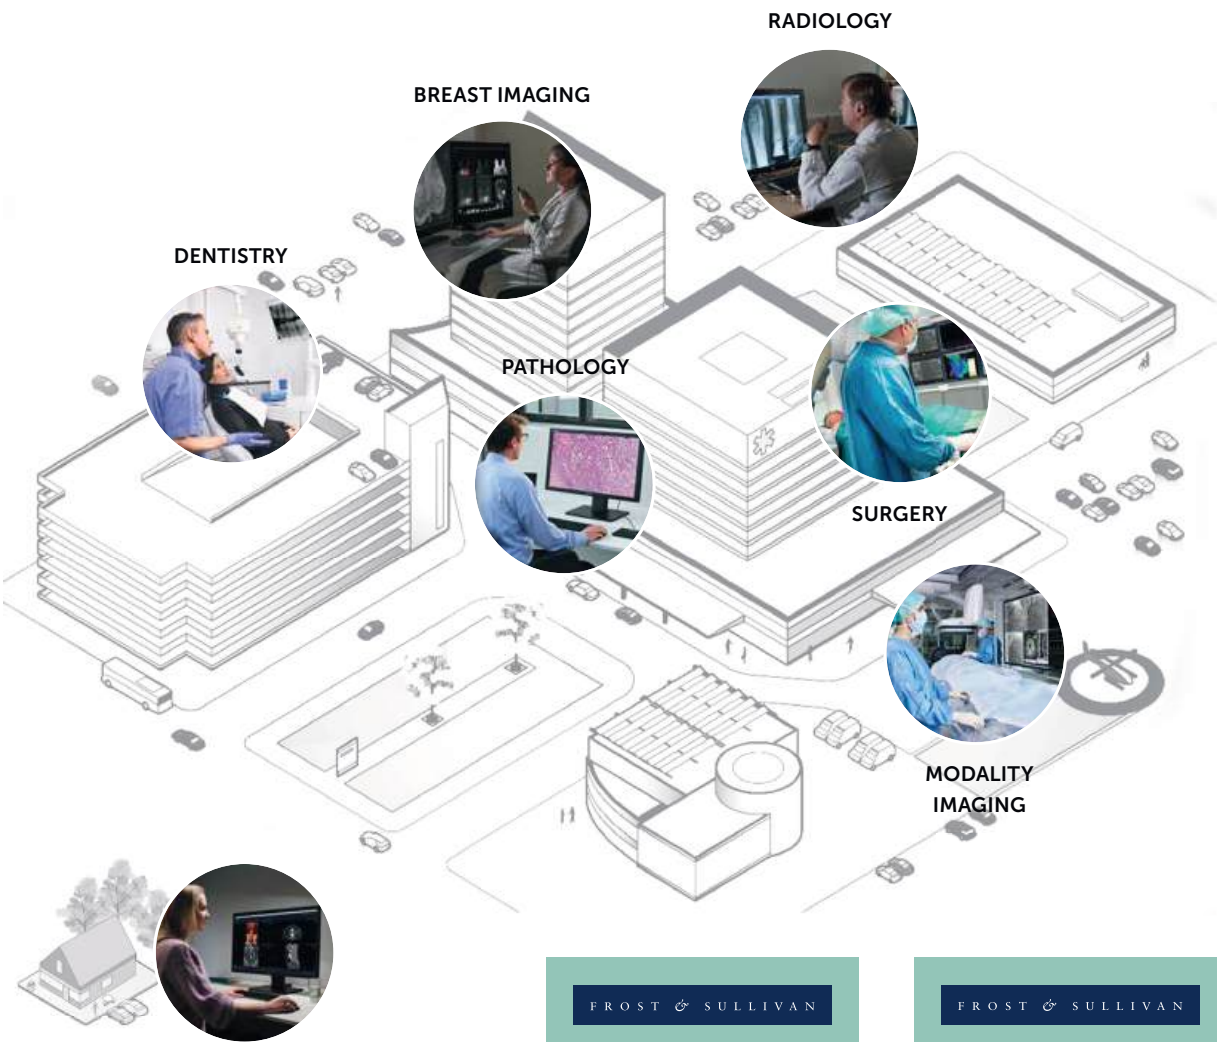 RADIOLOGY
BREAST IMAGING
DENTISTRY
PATHOLOGY
SURGERY
MODALITY
IMAGING
FROST & SULLIVAN
FROST & SULLIVAN